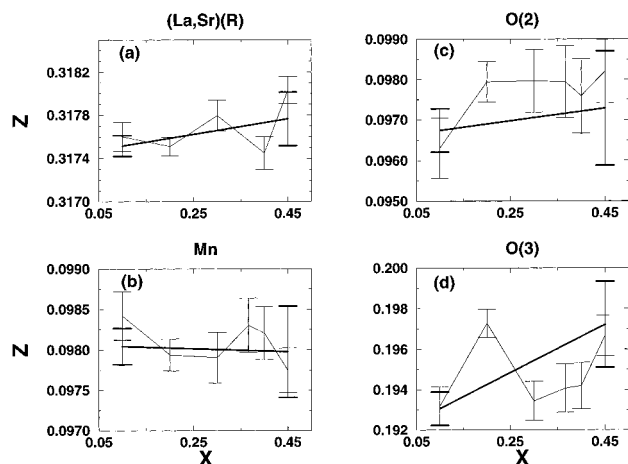 (La,Sr)(R)
(a)
Z
0.3182
0.3178
0.3174
0.3170
0.05
0.25
0.45
O(2)
(c)
0.0990
0.0980
0.0970
0.0960
0.0950
0.05
0.25
0.45
Mn
(b)
Z
0.0990
0.0985
0.0980
0.0975
0.0970
0.05
0.25
0.45
X
O(3)
(d)
0.200
0.198
0.196
0.194
0.192
0.05
0.25
0.45
X